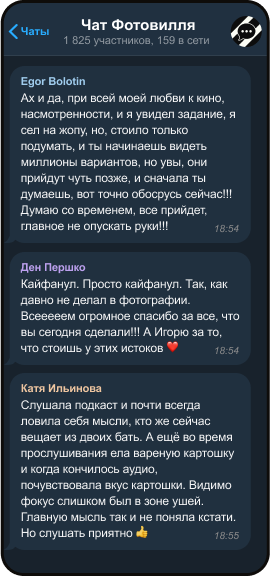 Чаты
Чат Фотовилля
1 825 участников, 159 в сети
Egor Bolotin
Ах и да, при всей моей любви к кино,
насмотренности, и я увидел задание, я
сел на жопу, но, стоило только
подумать, и ты начинаешь видеть
миллионы вариантов, но увы, они
прийдут чуть позже, и сначала ты
думаешь, вот точно обосрусь сейчас!!!
Думаю со временем, все прийдет,
главное не опускать руки!!!
18:54
Ден Першко
Кайфанул. Просто кайфанул. Так, как
давно не делал в фотографии.
Всееееем огромное спасибо за все, что
вы сегодня сделали!!! А Игорю за то,
что стоишь у этих истоков ❤️
18:54
Катя Ильинова
Слушала подкаст и почти всегда
ловила себя мысли, кто же сейчас
вещает из двоих бать. А ещё во время
прослушивания ела вареную картошку
и когда кончилось аудио,
почувствовала вкус картошки. Видимо
фокус слишком был в зоне ушей.
Главную мысль так и не поняла кстати.
Но слушать приятно 👍
18:55